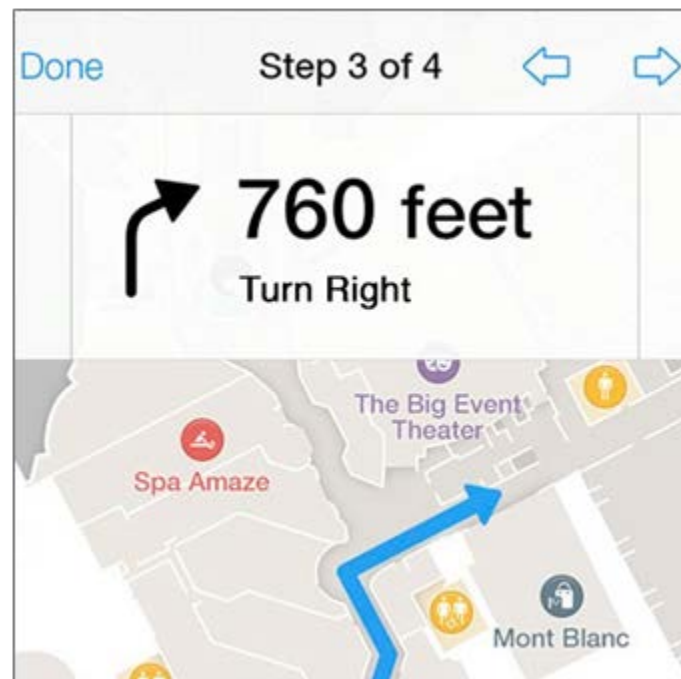 Done
Step 3 of 4
760 feet
Turn Right
The Big Event
Theater
Spa Amaze
Mont Blanc